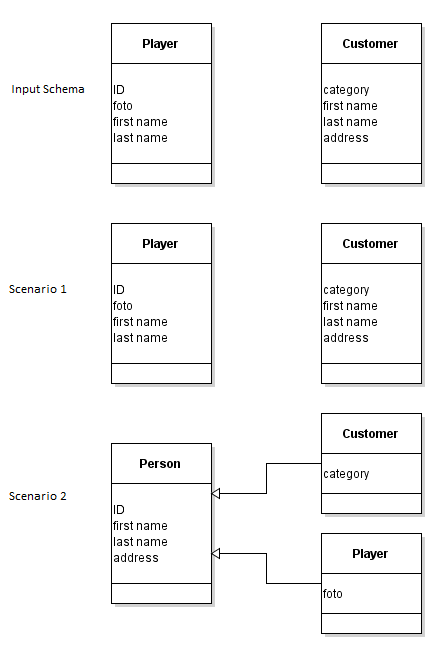 Player
Customer
Input Schema
ID
foto
first name
last name
category
first name
last name
address
Player
Customer
Scenario 1
ID
foto
first name
last name
category
first name
last name
address
Scenario 2
Person
ID
first name
last name
address
Customer
category
Player
foto